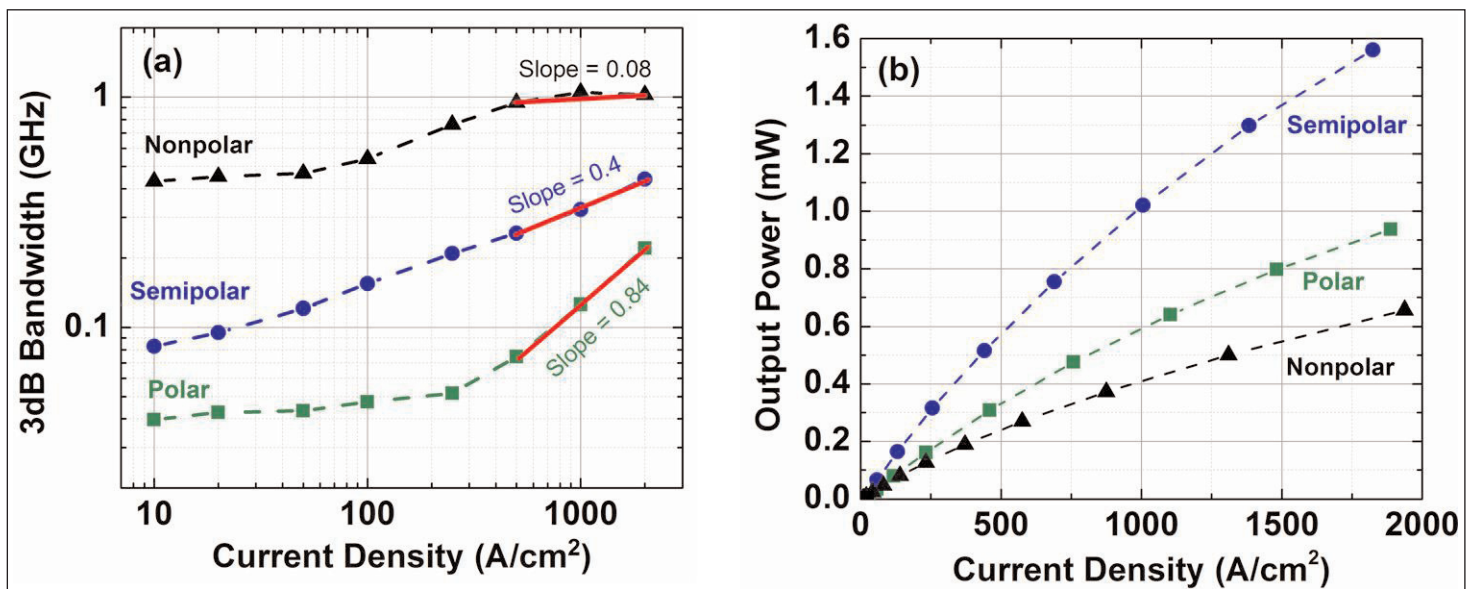 (a)
Slope = 0.08
1
Nonpolar
Slope = 0.4
Semipolar
0.1
Slope = 0.84
Polar
10
100
1000
3dB Bandwidth (GHz)
Current Density (A/cm²)
(b)
1.6
1.4
Semipolar
1.2
1.0
Polar
0.8
0.6
Nonpolar
0.4
0.2
0.0
0
500
1000
1500
2000
Output Power (mW)
Current Density (A/cm²)